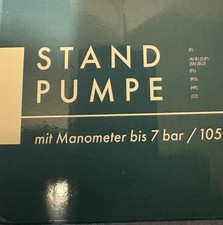 STAND
PUMPE
mit Manometer bis 7 bar / 105